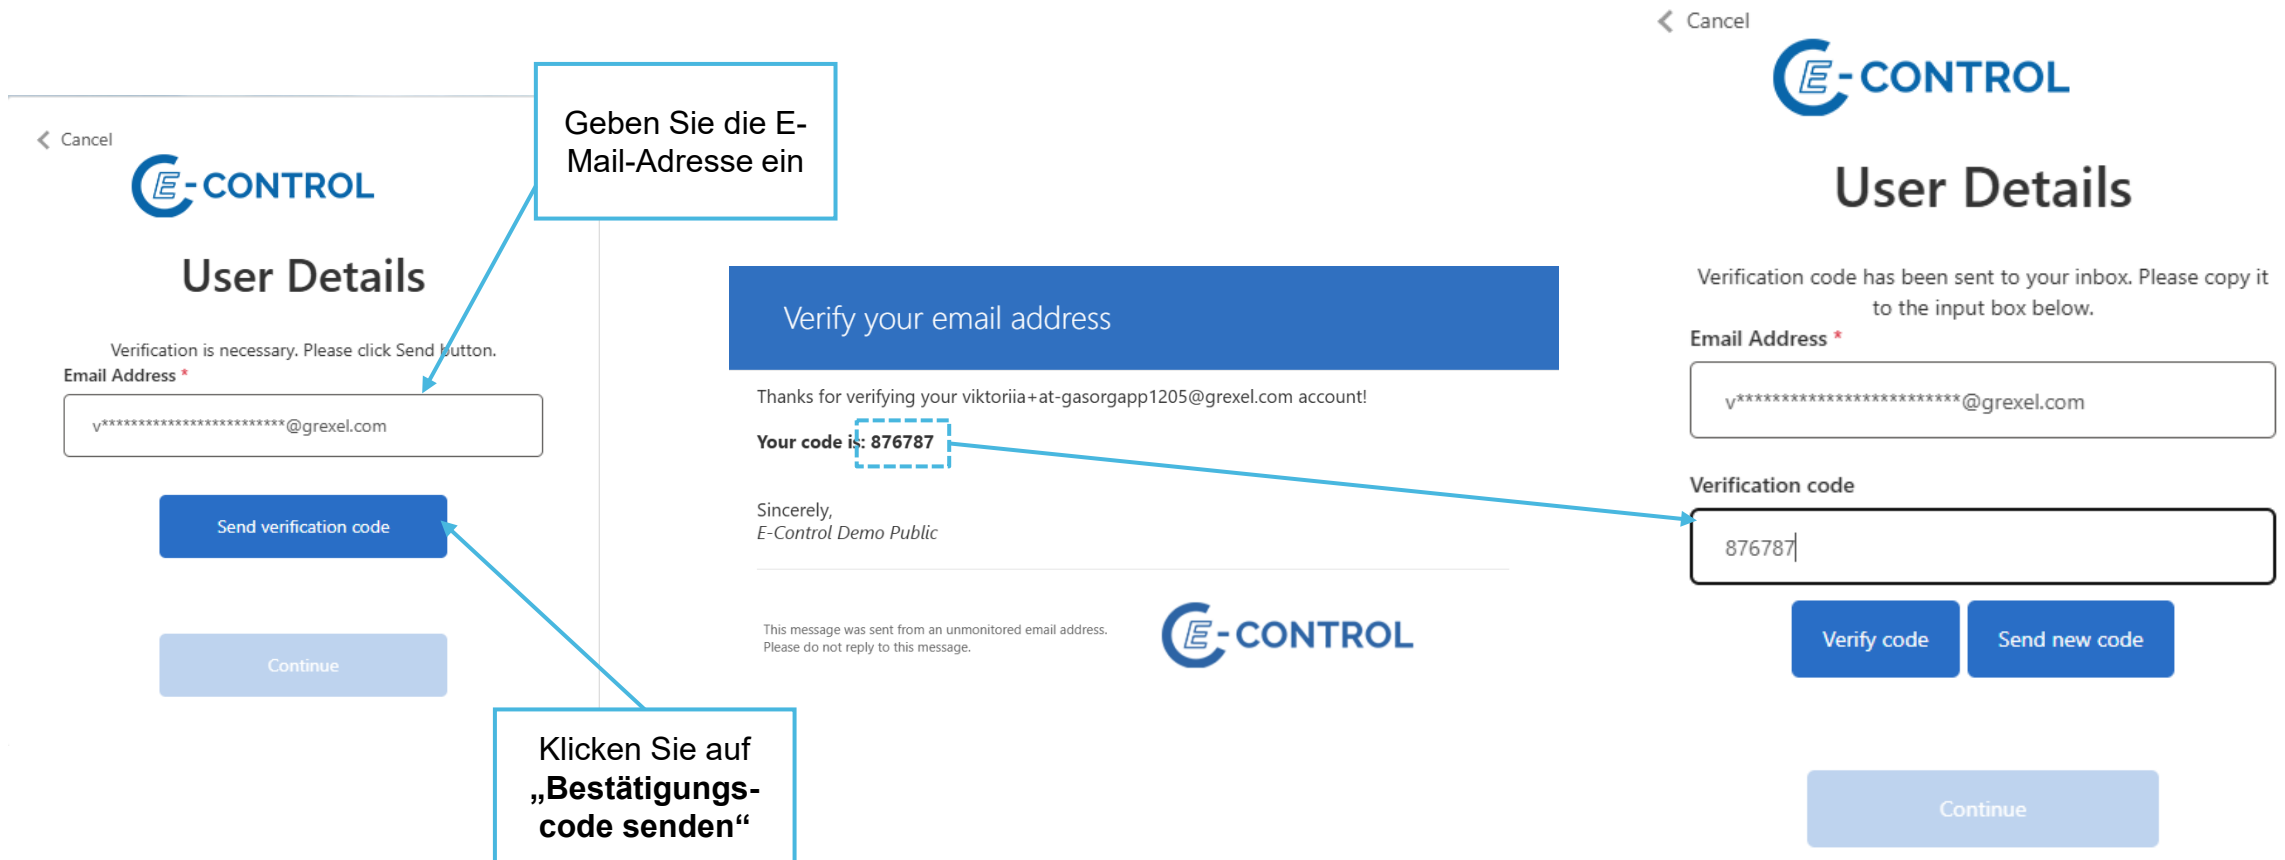 Cancel
E-CONTROL
User Details
Verification is necessary. Please click Send button.
Email Address *
v*************************@grexel.com
Send verification code
Continue
Geben Sie die E-
Mail-Adresse ein
Klicken Sie auf
„Bestätigungs-
code senden“
Verify your email address
Thanks for verifying your viktoriia+at-gasorgapp1205@grexel.com account!
Your code is: 876787
Sincerely,
E-Control Demo Public
This message was sent from an unmonitored email address.
Please do not reply to this message.
E-CONTROL
Cancel
E-CONTROL
User Details
Verification code has been sent to your inbox. Please copy it
to the input box below.
Email Address *
v*************************@grexel.com
Verification code
876787
Verify code
Send new code
Continue